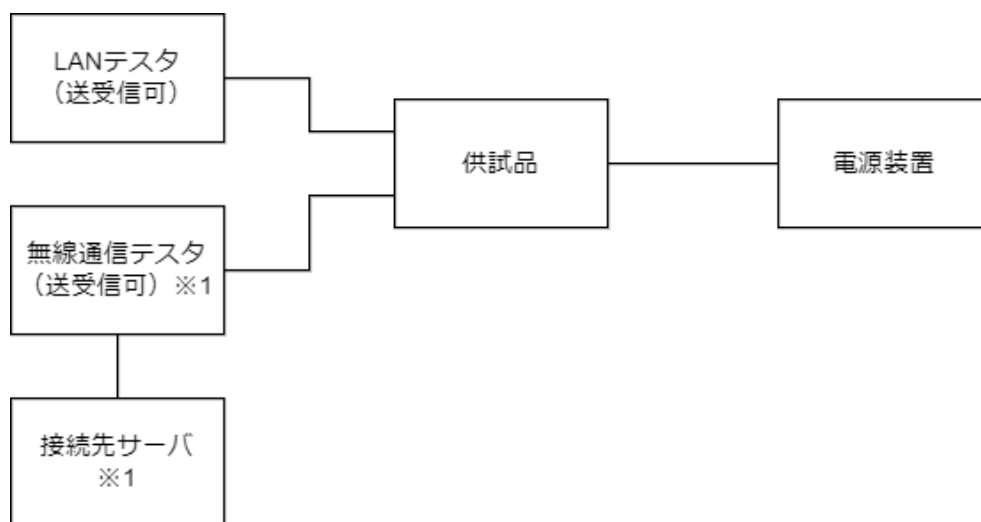 LANテスタ
（送受信可）
供試品
電源装置
無線通信テスタ
（送受信可）※1
接続先サーバ
※1